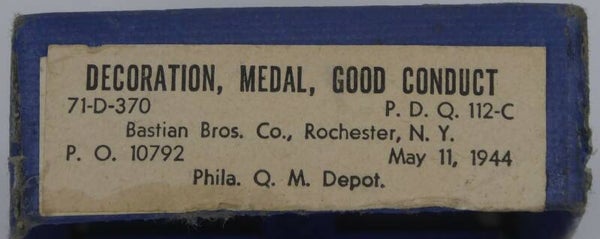 DECORATION, MEDAL, GOOD CONDUCT
71-D-370 P. D. Q. 112-C
Bastian Bros. Co., Rochester, N. Y.
P. O. 10792 May 11, 1944
Phila. Q. M. Depot.